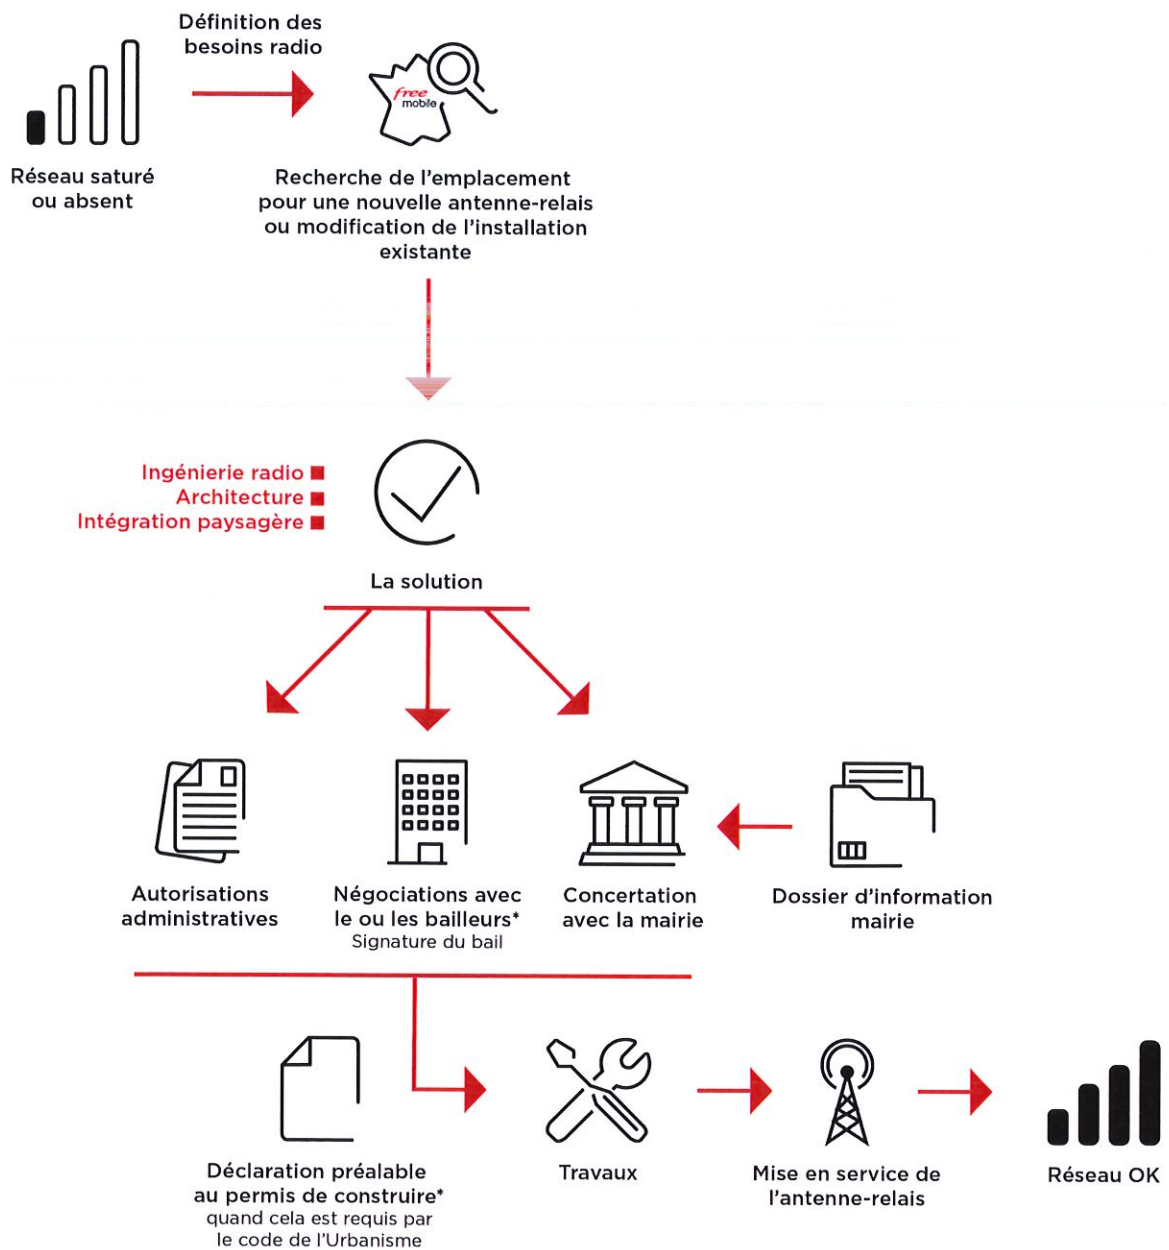 Définition des
besoins radio
free
mobile
Réseau saturé
ou absent
Recherche de l'emplacement
pour une nouvelle antenne-relais
ou modification de l'installation
existante
Ingénierie radio
Architecture
Intégration paysagère
La solution
Autorisations
administratives
Négociations avec
le ou les bailleurs*
Signature du bail
Concertation
avec la mairie
Dossier d'information
mairie
Déclaration préalable
au permis de construire*
quand cela est requis par
le code de l'Urbanisme
Travaux
Mise en service de
l'antenne-relais
Réseau OK